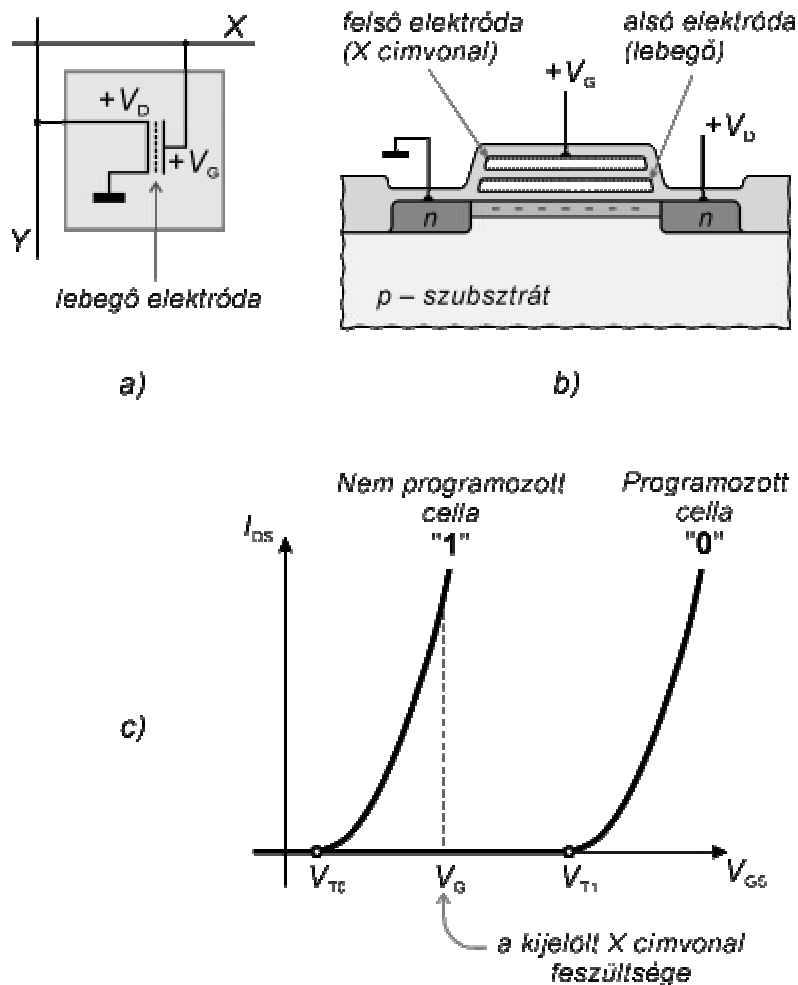 X
+V_D
+V_G
Y
lebegő elektróda
a)
felső elektróda
(X címvonal)
alsó elektróda
(lebegő)
+V_G
+V_D
n
n
p – szubsztrát
b)
Nem programozott
cella
"1"
Programozott
cella
"0"
I_DS
c)
V_T0
V_G
V_T1
V_GS
a kijelölt X címvonal
feszültsége